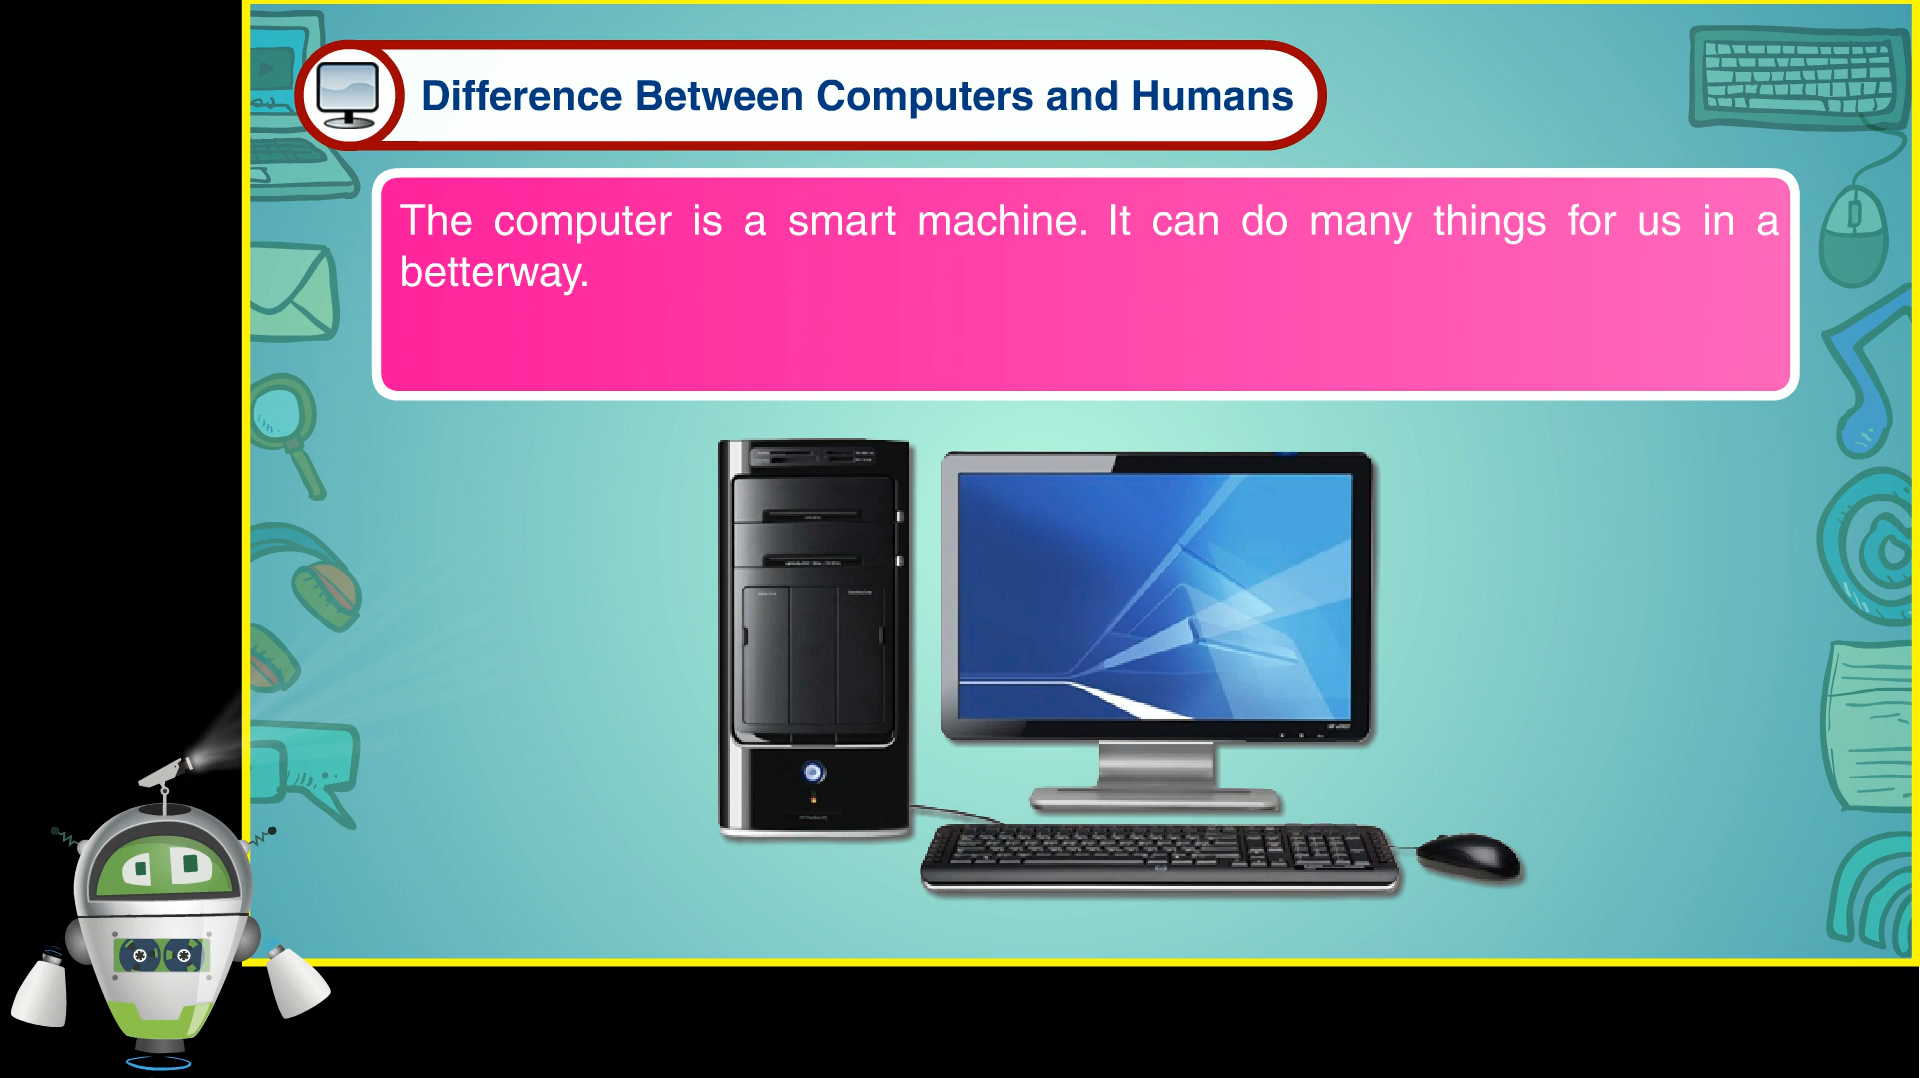 Difference Between Computers and Humans
The computer is a smart machine. It can do many things for us in a
betterway.